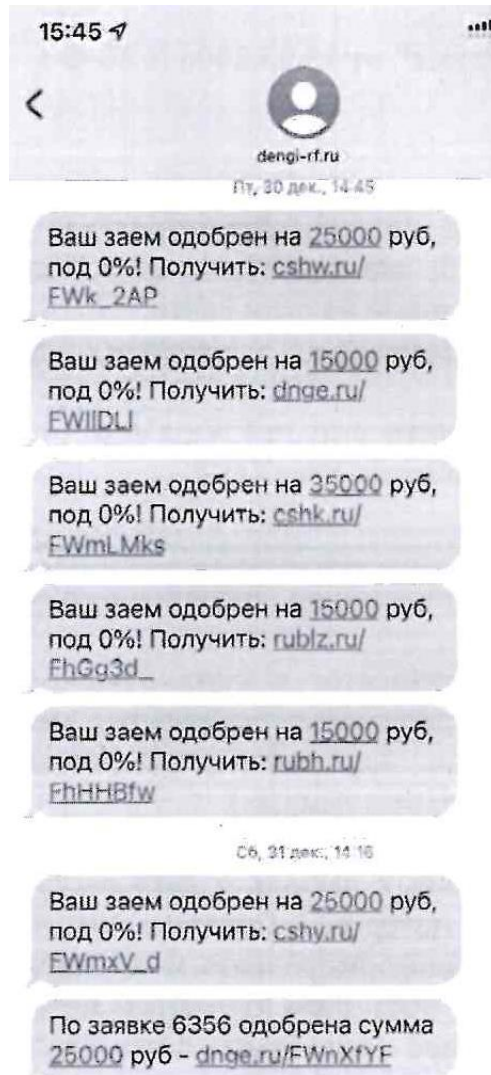 15:45
dengi-rf.ru
Пт, 30 дек., 14:45
Ваш заем одобрен на 25000 руб,
под 0%! Получить: cshw.ru/
FWk_2AP
Ваш заем одобрен на 15000 руб,
под 0%! Получить: dnge.ru/
FWIIDLI
Ваш заем одобрен на 35000 руб,
под 0%! Получить: cshk.ru/
FWmLMks
Ваш заем одобрен на 15000 руб,
под 0%! Получить: rublz.ru/
FhGg3d_
Ваш заем одобрен на 15000 руб,
под 0%! Получить: rubh.ru/
FhHHBfw
Сб, 31 дек., 14:16
Ваш заем одобрен на 25000 руб,
под 0%! Получить: cshy.ru/
FWmxV_d
По заявке 6356 одобрена сумма
25000 руб - dnge.ru/FWnXfYF